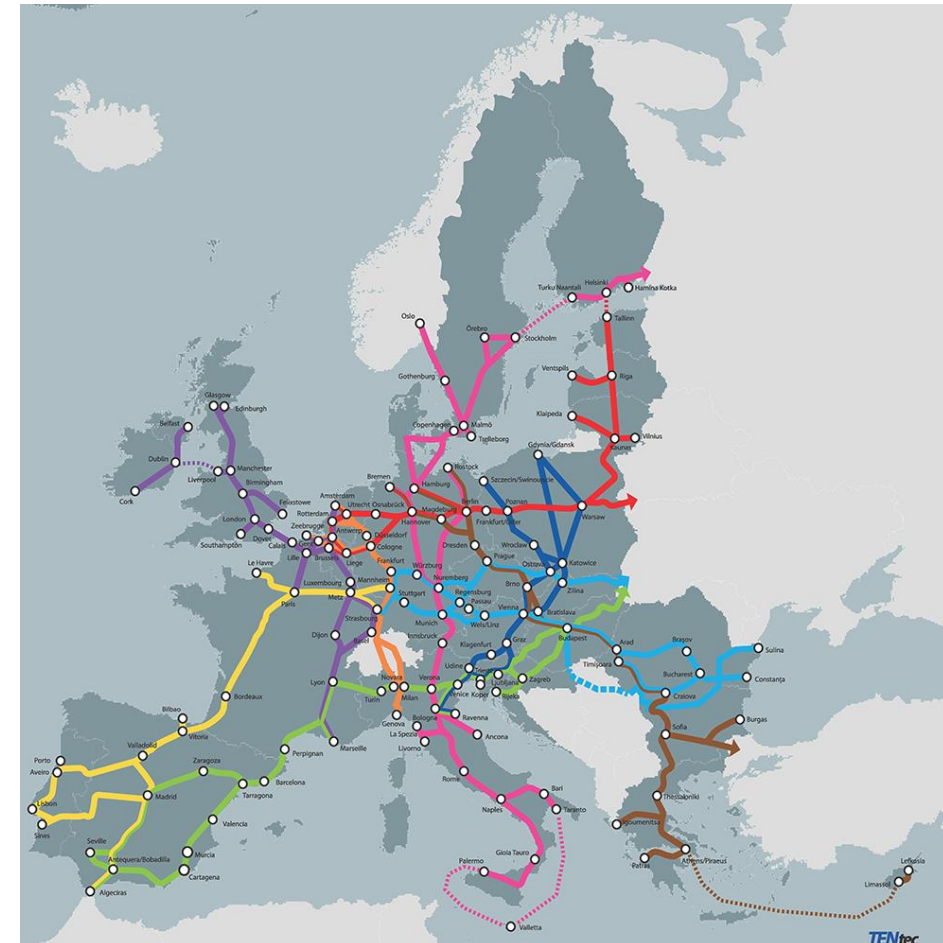 Oslo
Örebro
Stockholm
Turku Naantali
Helsinki
Hamina Kotka
Tallinn
Gothenburg
Ventspils
Riga
Klaipeda
Kaunas
Vilnius
Copenhagen
Malmö
Trelleborg
Gdynia/Gdansk
Glasgow
Edinburgh
Belfast
Dublin
Liverpool
Manchester
Cork
Birmingham
Felixstowe
London
Dover
Southampton
Calais
Bremen
Hamburg
Rostock
Szczecin/Swinoujscie
Amsterdam
Rotterdam
Utrecht
Osnabrück
Hannover
Magdeburg
Berlin
Frankfurt/Oder
Poznan
Warsaw
Zeebrugge
Antwerp
Düsseldorf
Cologne
Lille
Brussels
Liege
Dresden
Wroclaw
Katowice
Ostrava
Prague
Le Havre
Luxembourg
Mannheim
Frankfurt
Würzburg
Nuremberg
Regensburg
Passau
Brno
Zilina
Paris
Metz
Strasbourg
Stuttgart
Munich
Wels/Linz
Vienna
Bratislava
Dijon
Basel
Innsbruck
Klagenfurt
Graz
Budapest
Arad
Brașov
Sulina
Timișoara
Bucharest
Constanța
Craiova
Lyon
Turin
Novara
Milan
Verona
Udine
Venice
Koper
Ljubljana
Zagreb
Rijeka
Genova
Bologna
Ravenna
La Spezia
Livorno
Ancona
Bordeaux
Bilbao
Vitoria
Marseille
Perpignan
Sofia
Burgas
Porto
Aveiro
Valladolid
Zaragoza
Barcelona
Tarragona
Madrid
Lisbon
Sines
Valencia
Rome
Naples
Bari
Taranto
Thessalonikj
Igoumenitsa
Seville
Antequera/Bobadilla
Murcia
Cartagena
Algeciras
Palermo
Gioia Tauro
Valletta
Patras
Athens/Piraeus
Lefkosia
Limassol
TENtec